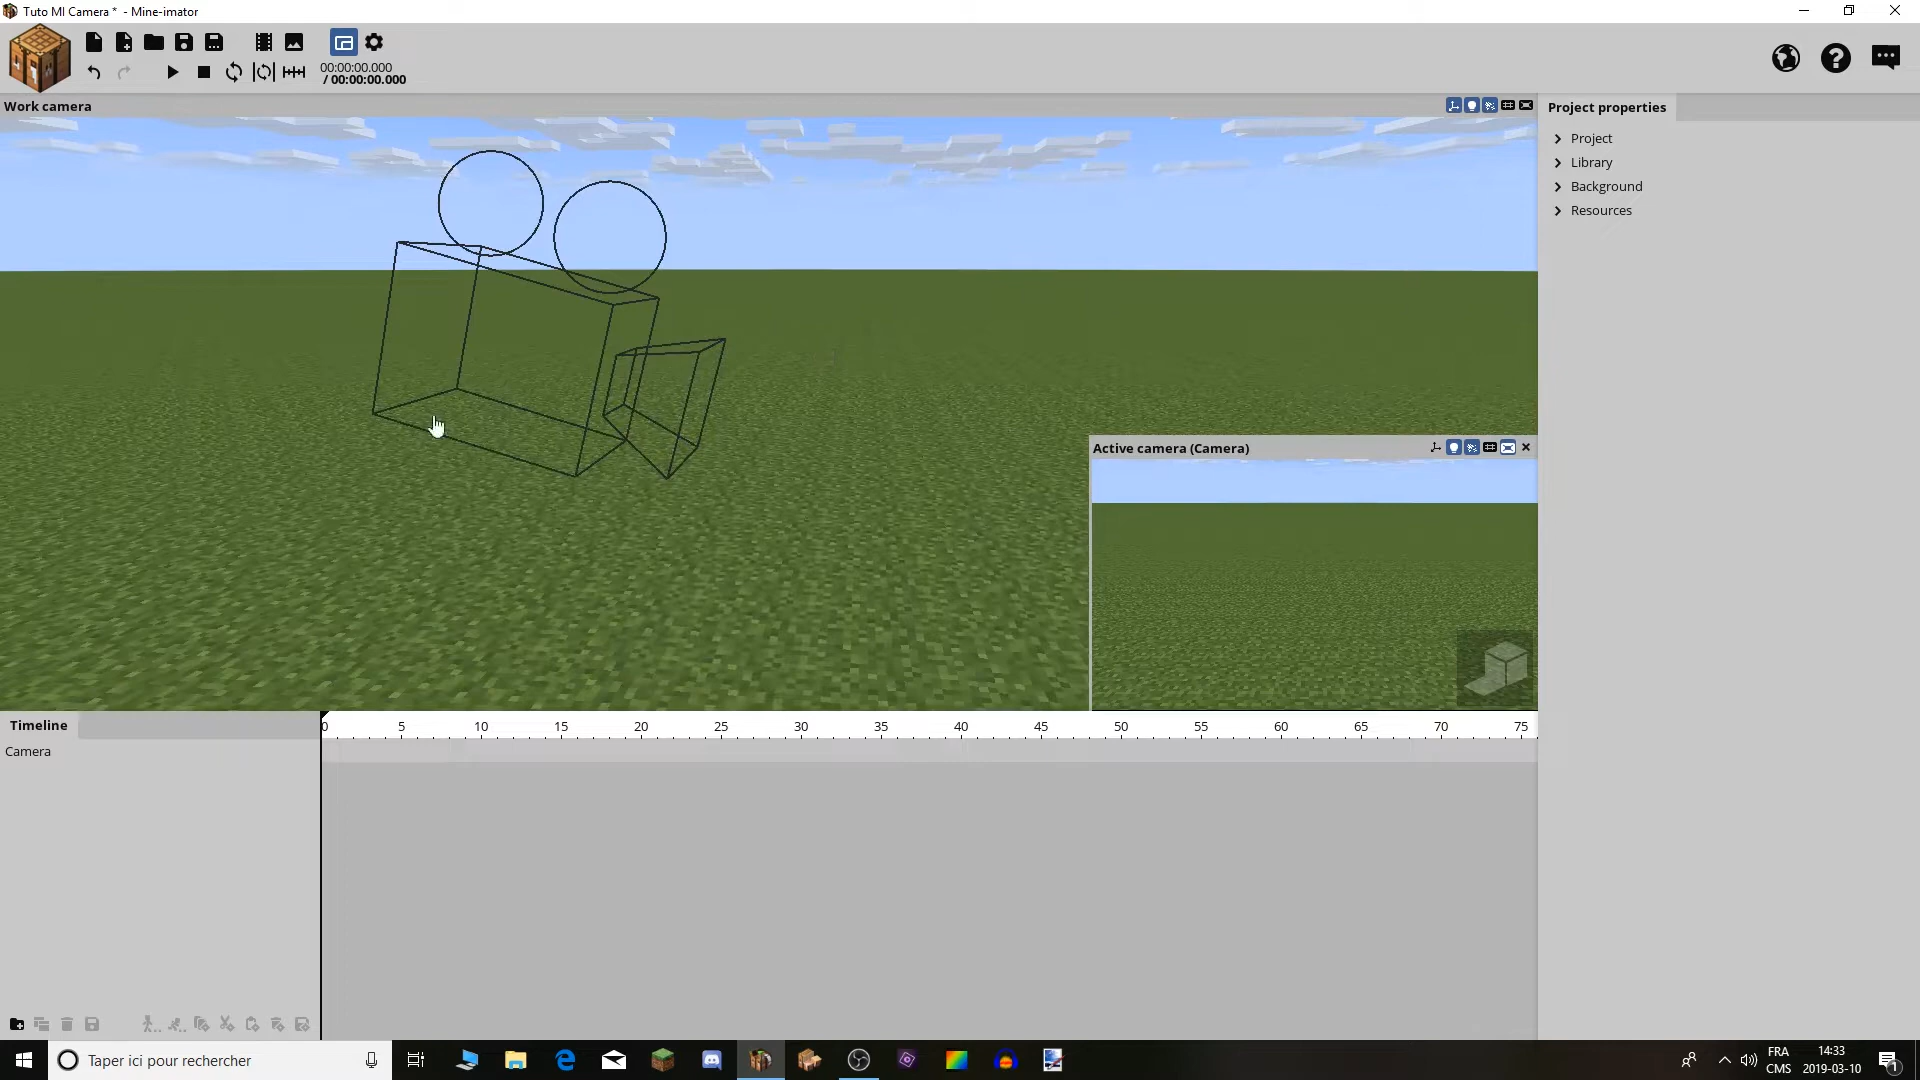 Tuto MI Camera * - Mine-imator
00:00:00.000
/ 00:00:00.000
Work camera
Project properties
Project
Library
Background
Resources
Active camera (Camera)
Timeline
0 5 10 15 20 25 30 35 40 45 50 55 60 65 70 75
Camera
Taper ici pour rechercher
FRA
CMS
14:33
2019-03-10
1